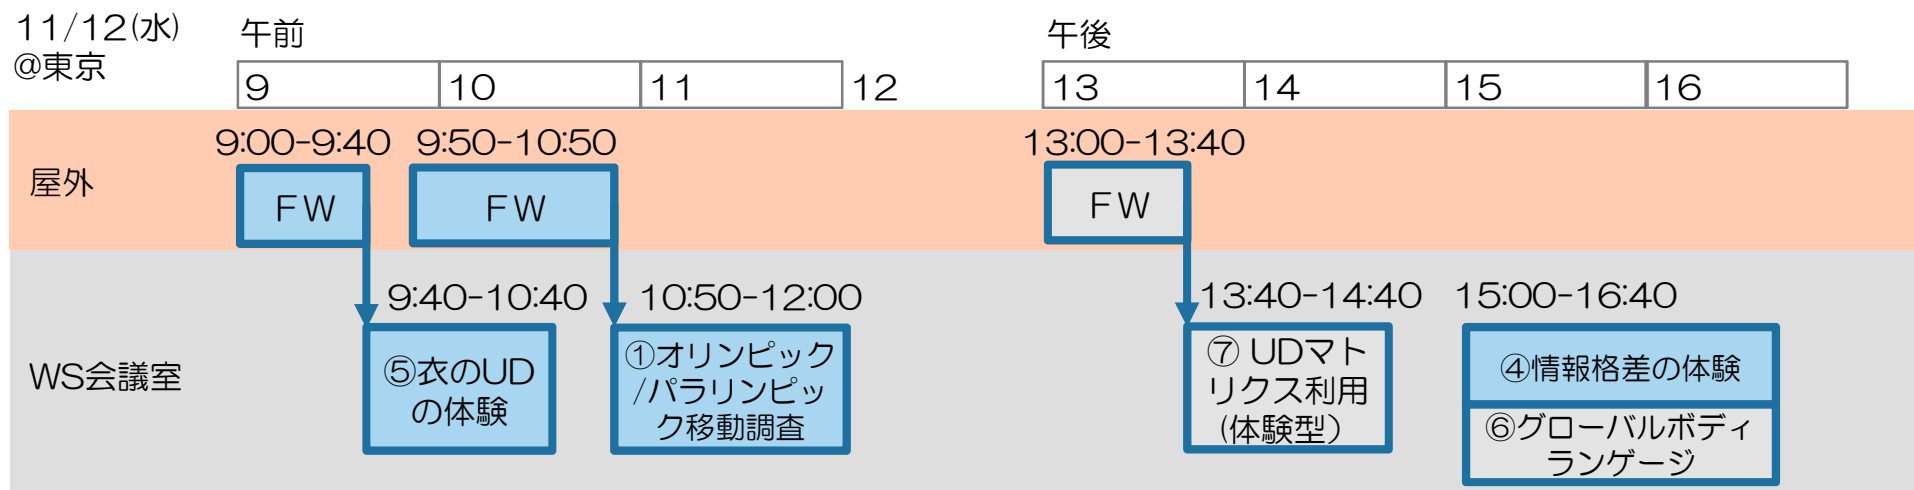 11/12(水)
@東京
午前
午後
9 10 11 12 13 14 15 16
9:00-9:40 9:50-10:50 13:00-13:40
屋外
FW FW FW
9:40-10:40 10:50-12:00 13:40-14:40 15:00-16:40
WS会議室
⑤衣のUD
の体験
①オリンピック
/パラリンピッ
ク移動調査
⑦ UDマト
リクス利用
(体験型)
④情報格差の体験
⑥グローバルボディ
ランゲージ